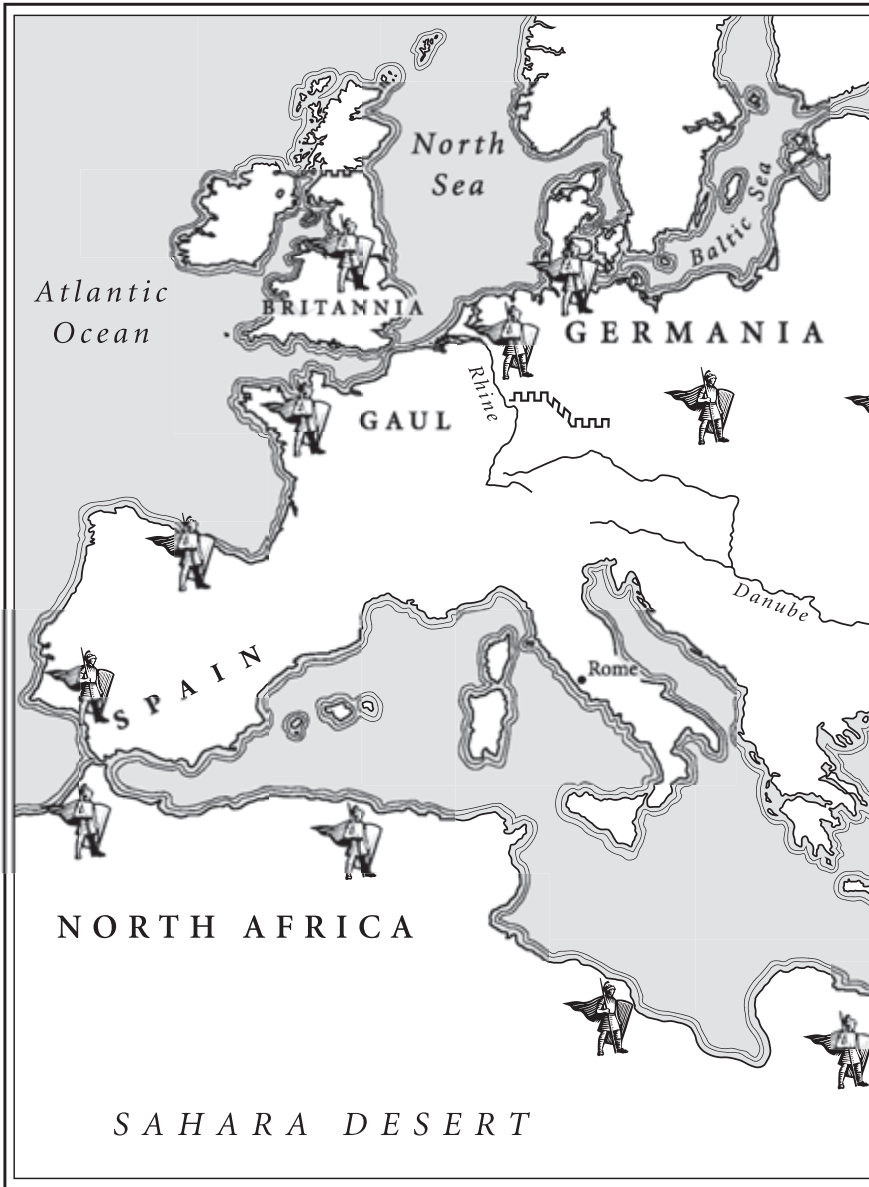 North
Sea
Baltic Sea
Atlantic
Ocean
BRITANNIA
GERMANIA
Rhine
GAUL
Danube
Rome
SPAIN
NORTH AFRICA
SAHARA DESERT